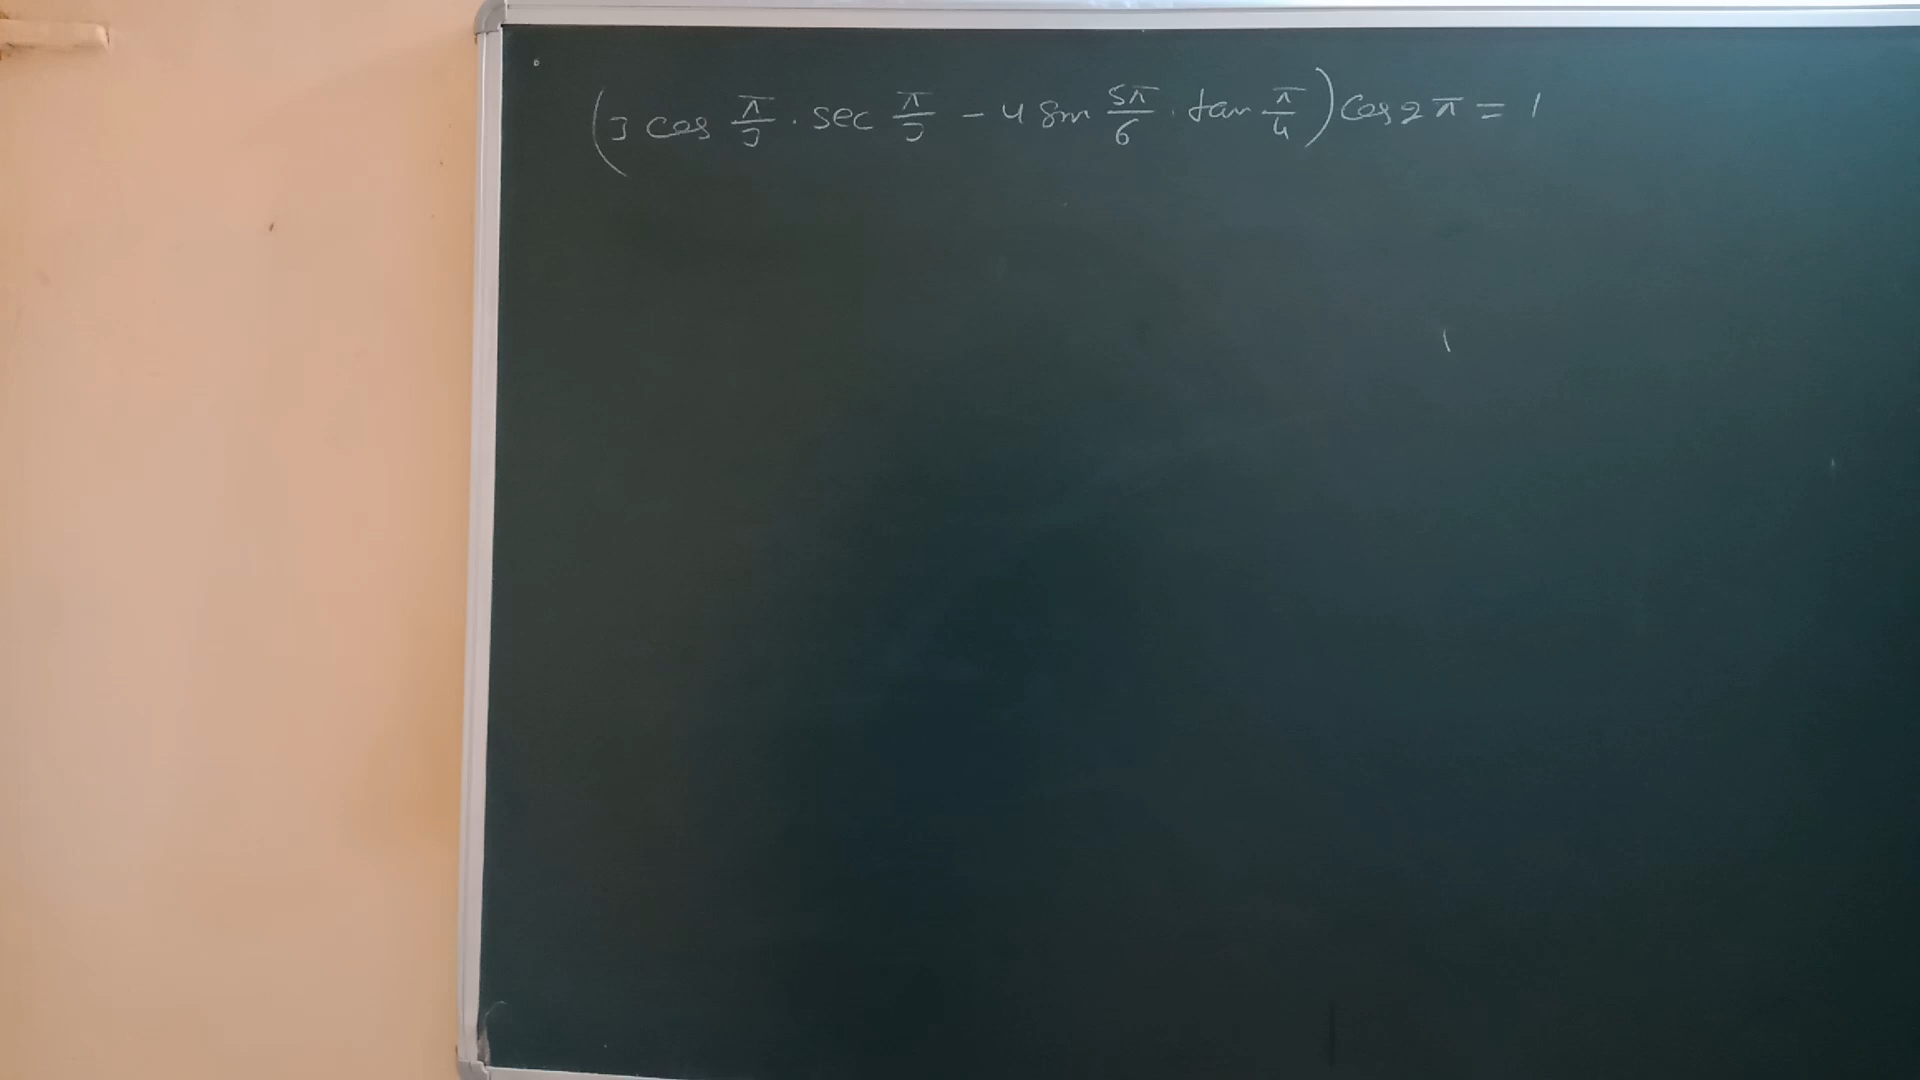 (3 cos π/3 . sec π/3 - 4 sin 5π/6 . tan π/4) cos 2π = 1